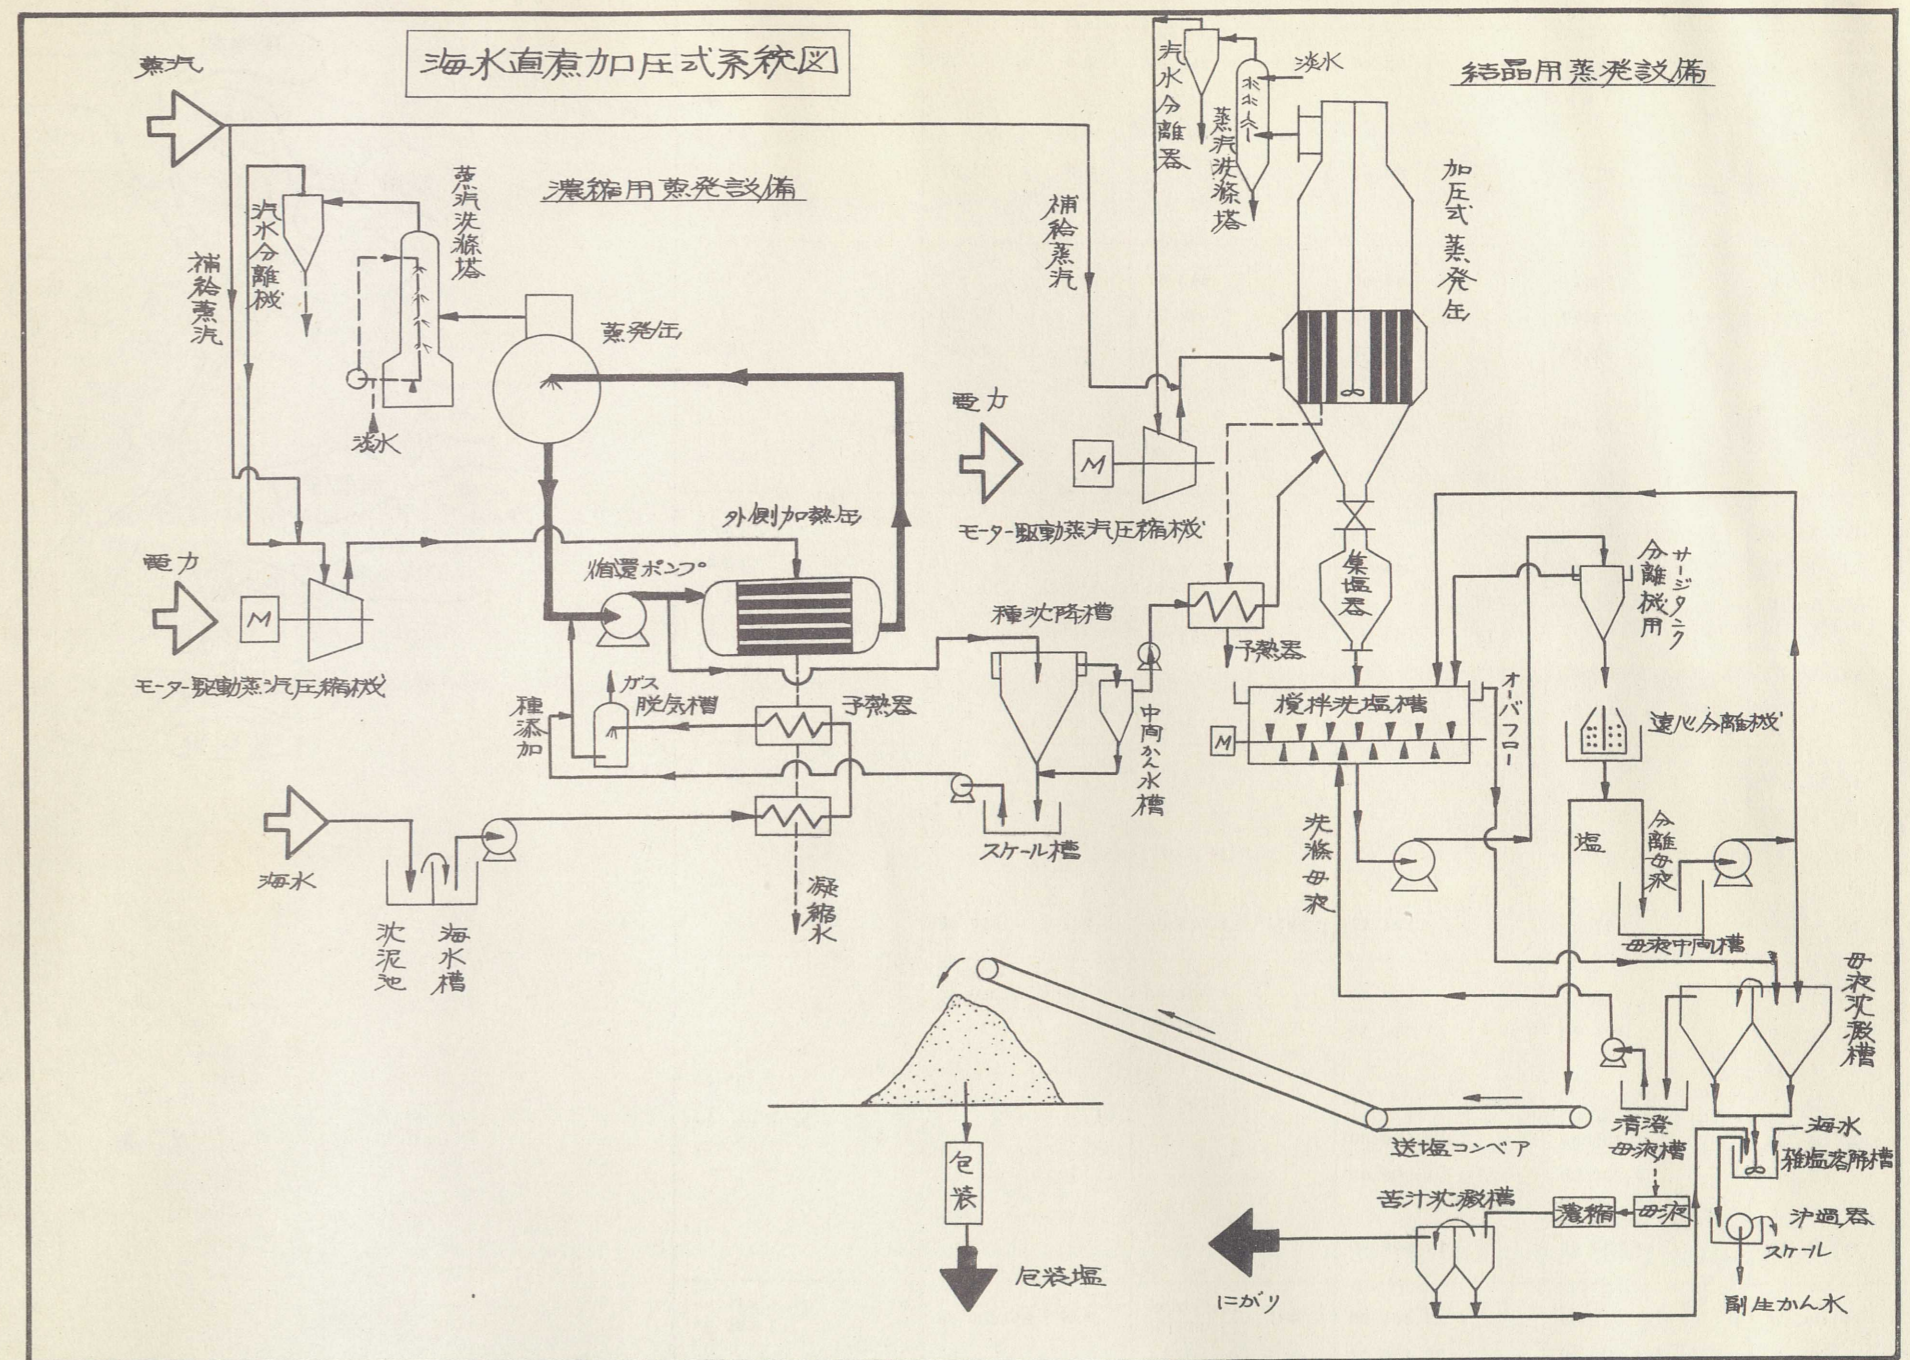 海水直煮加圧式系統図
蒸汽
濃縮用蒸発設備
結晶用蒸発設備
補給蒸汽
汽水分離機
蒸汽洗滌塔
淡水
蒸発圧
電力
M
モーター駆動蒸汽圧縮機
外側加熱圧
循還ポンプ
ガス
脱気槽
種添加
予熱器
凝縮水
海水
沈泥池
海水槽
種沈降槽
中間かん水槽
スケール槽
補給蒸汽
汽水分離器
蒸汽洗滌塔
淡水
加圧式蒸発圧
電力
M
モーター駆動蒸汽圧縮機
予熱器
集塩器
撹拌洗塩槽
M
オーバフロー
分離機用
サージタンク
遠心分離機
塩
分離母液
母液中間槽
洗滌母液
母液沈澱槽
清澄
母液槽
海水
雑塩溶解槽
母液
濃縮
苦汁沈澱槽
にがり
沪過器
スケール
副生かん水
送塩コンベア
包装
包装塩